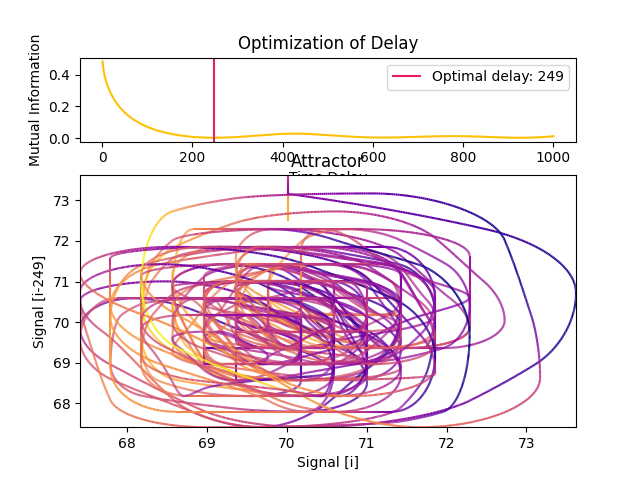 Optimization of Delay
Mutual Information
0.4
0.2
0.0
Optimal delay: 249
0 200 400 600 800 1000
Time Delay
Attractor
Signal [i-249]
73
72
71
70
69
68
68 69 70 71 72 73
Signal [i]